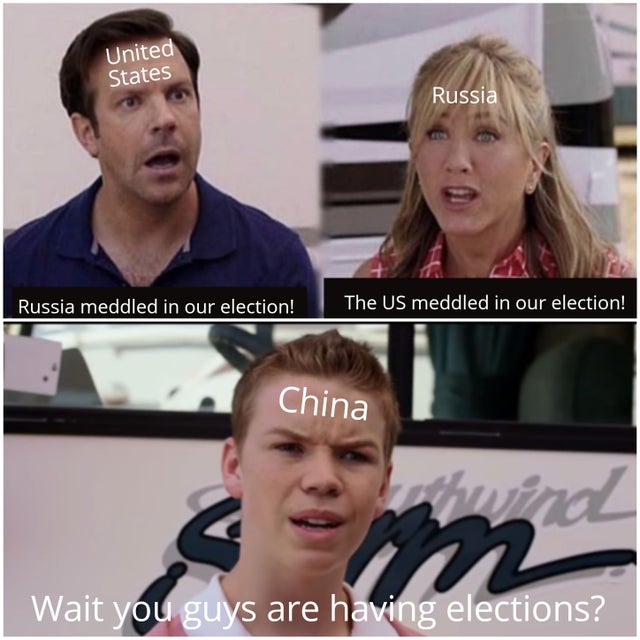 United
States
Russia
Russia meddled in our election!
The US meddled in our election!
China
Wait you guys are having elections?